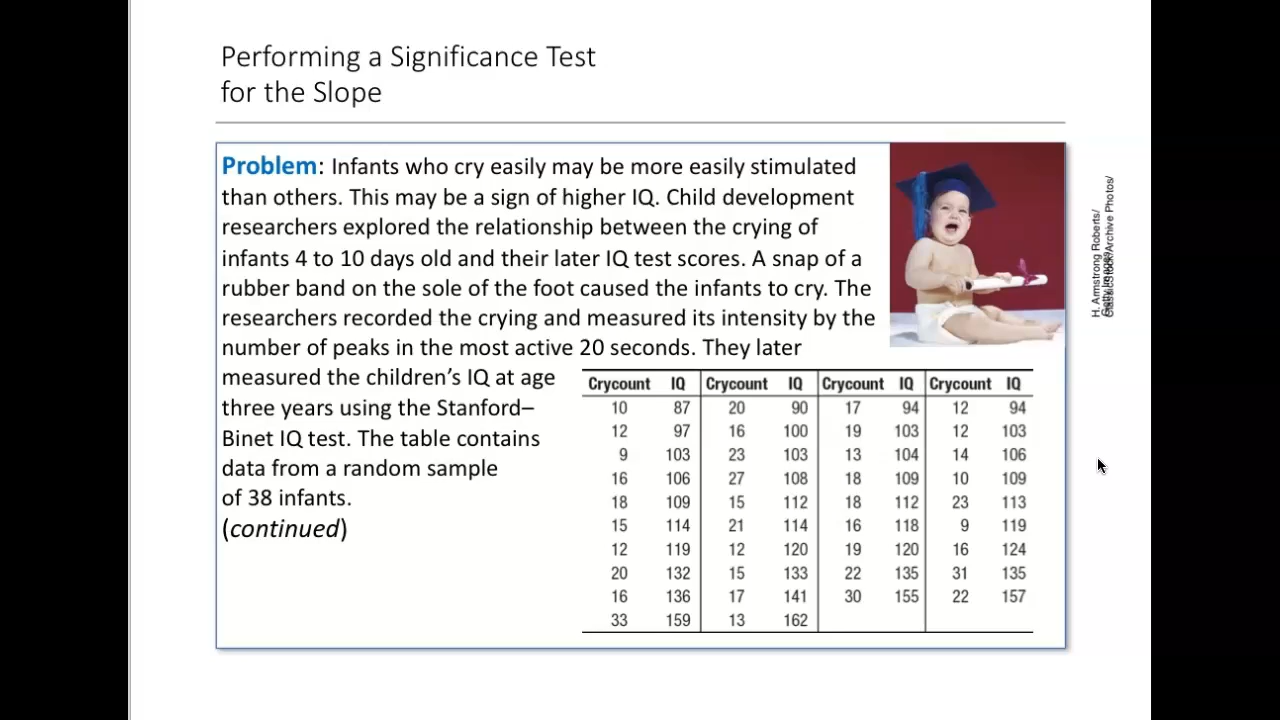 Performing a Significance Test
for the Slope
Problem: Infants who cry easily may be more easily stimulated
than others. This may be a sign of higher IQ. Child development
researchers explored the relationship between the crying of
infants 4 to 10 days old and their later IQ test scores. A snap of a
rubber band on the sole of the foot caused the infants to cry. The
researchers recorded the crying and measured its intensity by the
number of peaks in the most active 20 seconds. They later
measured the children’s IQ at age
three years using the Stanford–
Binet IQ test. The table contains
data from a random sample
of 38 infants.
(continued)
Crycount IQ Crycount IQ Crycount IQ Crycount IQ
10 87 20 90 17 94 12 94
12 97 16 100 19 103 12 103
9 103 23 103 13 104 14 106
16 106 27 108 18 109 10 109
18 109 15 112 18 112 23 113
15 114 21 114 16 118 9 119
12 119 12 120 19 120 16 124
20 132 15 133 22 135 31 135
16 136 17 141 30 155 22 157
33 159 13 162
H. Armstrong Roberts/
/Archive Photos/